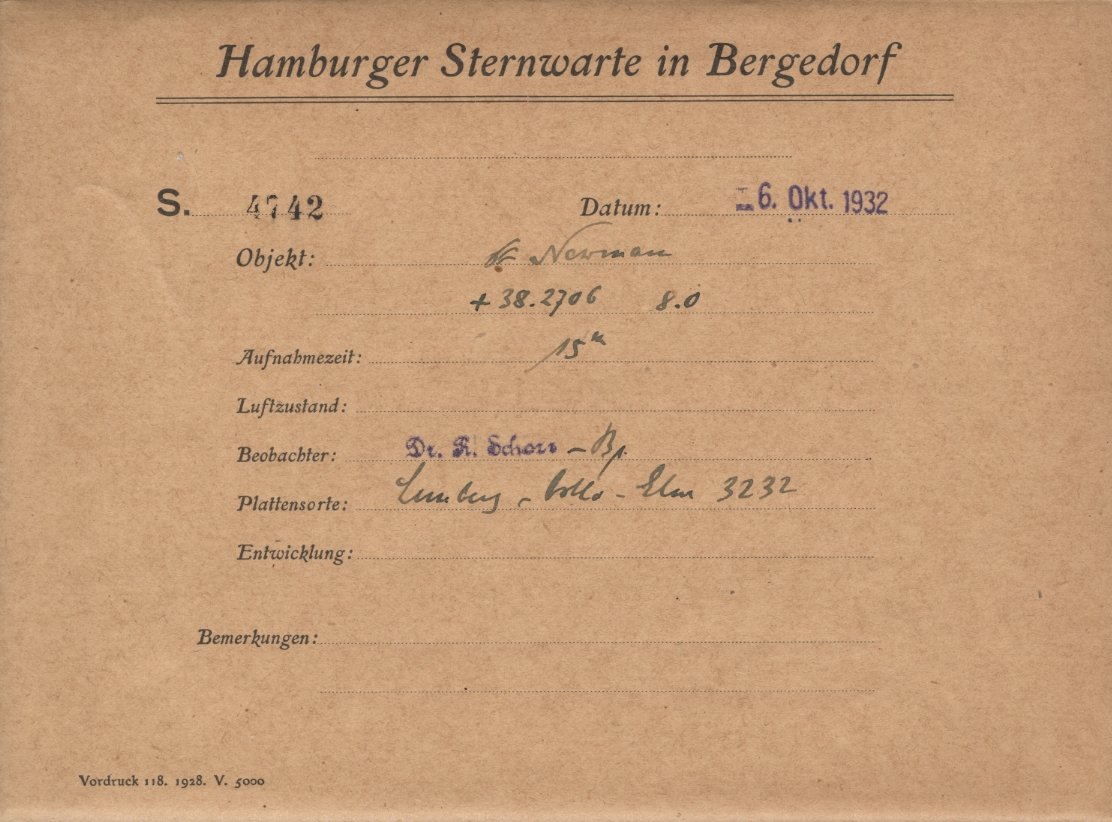 Hamburger Sternwarte in Bergedorf
S. 4742 Datum: 6. Okt. 1932
Objekt:
+ 38.2706 8.0
Aufnahmezeit: 15ᵐ
Luftzustand:
Beobachter: Dr. R. Schorr –
Plattensorte: 3232
Entwicklung:
Bemerkungen:
Vordruck 118. 1928. V. 5000